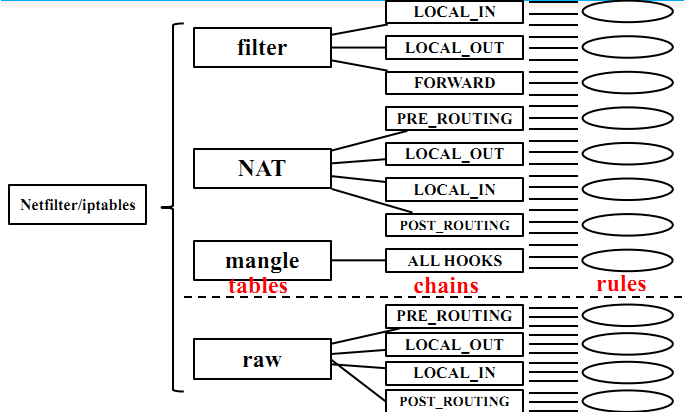 Netfilter/iptables
filter
LOCAL_IN
LOCAL_OUT
FORWARD
NAT
PRE_ROUTING
LOCAL_OUT
LOCAL_IN
POST_ROUTING
mangle
ALL HOOKS
tables
chains
rules
raw
PRE_ROUTING
LOCAL_OUT
LOCAL_IN
POST_ROUTING